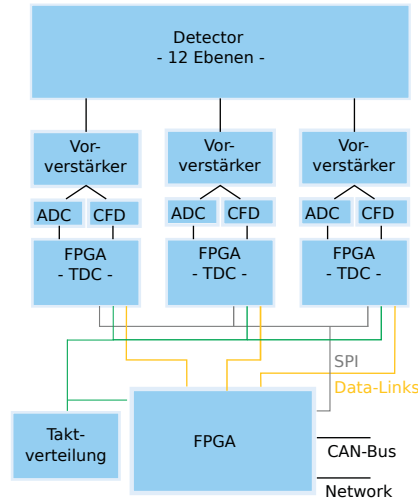 Detector
- 12 Ebenen -
Vor-
verstärker
Vor-
verstärker
Vor-
verstärker
ADC
CFD
ADC
CFD
ADC
CFD
FPGA
- TDC -
FPGA
- TDC -
FPGA
- TDC -
SPI
Data-Links
Takt-
verteilung
FPGA
CAN-Bus
Network